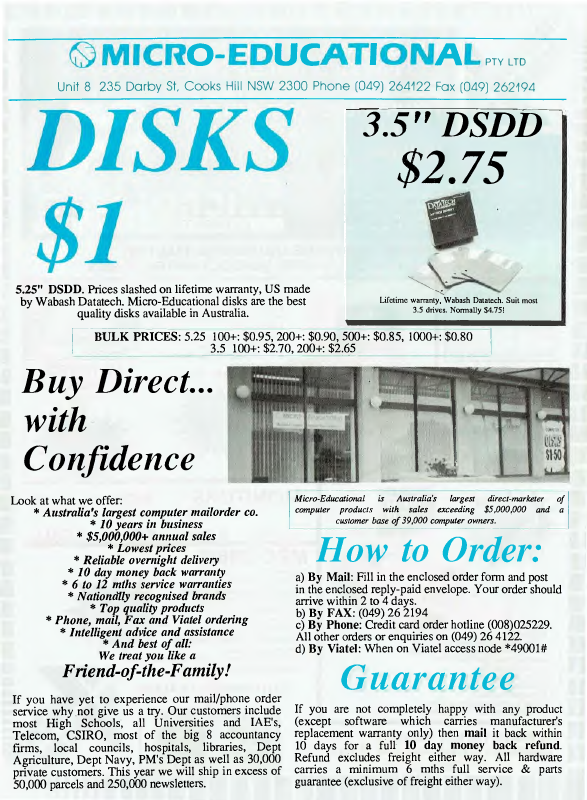 MICRO-EDUCATIONAL PTY LTD
Unit 8 235 Darby St, Cooks Hill NSW 2300 Phone (049) 264122 Fax (049) 262194
DISKS
$1
5.25" DSDD. Prices slashed on lifetime warranty, US made
by Wabash Datatech. Micro-Educational disks are the best
quality disks available in Australia.
3.5" DSDD
$2.75
DATATECH
Lifetime warranty, Wabash Datatech. Suit most
3.5 drives. Normally $4.75!
BULK PRICES: 5.25 100+: $0.95, 200+: $0.90, 500+: $0.85, 1000+: $0.80
3.5 100+: $2.70, 200+: $2.65
Buy Direct...
with
Confidence
DISKS
$1.50
Look at what we offer:
* Australia's largest computer mailorder co.
* 10 years in business
* $5,000,000+ annual sales
* Lowest prices
* Reliable overnight delivery
* 10 day money back warranty
* 6 to 12 mths service warranties
* Nationally recognised brands
* Top quality products
* Phone, mail, Fax and Viatel ordering
* Intelligent advice and assistance
* And best of all:
We treat you like a
Friend-of-the-Family!
If you have yet to experience our mail/phone order
service why not give us a try. Our customers include
most High Schools, all Universities and IAE's,
Telecom, CSIRO, most of the big 8 accountancy
firms, local councils, hospitals, libraries, Dept
Agriculture, Dept Navy, PM's Dept as well as 30,000
private customers. This year we will ship in excess of
50,000 parcels and 250,000 newsletters.
Micro-Educational is Australia's largest direct-marketer of
computer products with sales exceeding $5,000,000 and a
customer base of 39,000 computer owners.
How to Order:
a) By Mail: Fill in the enclosed order form and post
in the enclosed reply-paid envelope. Your order should
arrive within 2 to 4 days.
b) By FAX: (049) 26 2194
c) By Phone: Credit card order hotline (008)025229.
All other orders or enquiries on (049) 26 4122.
d) By Viatel: When on Viatel access node *49001#
Guarantee
If you are not completely happy with any product
(except software which carries manufacturer's
replacement warranty only) then mail it back within
10 days for a full 10 day money back refund.
Refund excludes freight either way. All hardware
carries a minimum 6 mths full service & parts
guarantee (exclusive of freight either way).